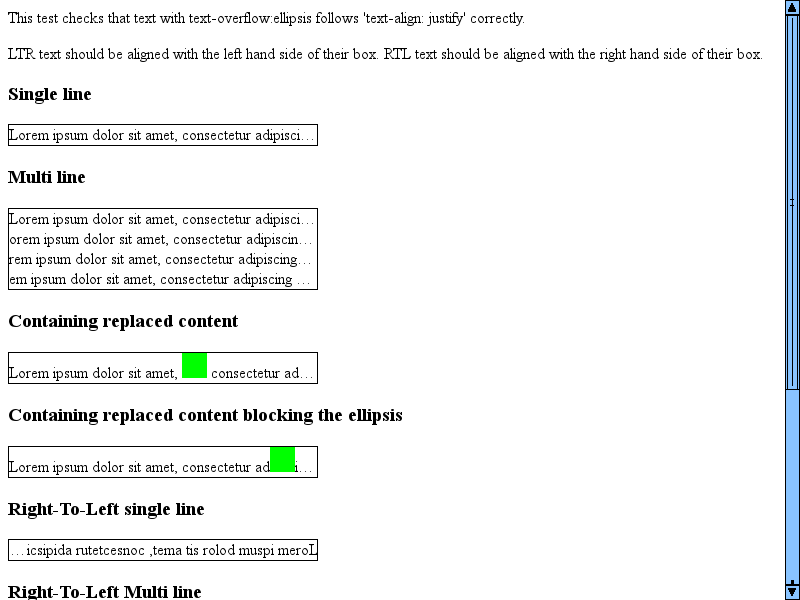 This test checks that text with text-overflow:ellipsis follows 'text-align: justify' correctly.
LTR text should be aligned with the left hand side of their box. RTL text should be aligned with the right hand side of their box.
Single line
Lorem ipsum dolor sit amet, consectetur adipisci…
Multi line
Lorem ipsum dolor sit amet, consectetur adipisci…
orem ipsum dolor sit amet, consectetur adipiscin…
rem ipsum dolor sit amet, consectetur adipiscing…
em ipsum dolor sit amet, consectetur adipiscing …
Containing replaced content
Lorem ipsum dolor sit amet, consectetur ad…
Containing replaced content blocking the ellipsis
Lorem ipsum dolor sit amet, consectetur ad i…
Right-To-Left single line
…icsipida rutetcesnoc ,tema tis rolod muspi meroL
Right-To-Left Multi line